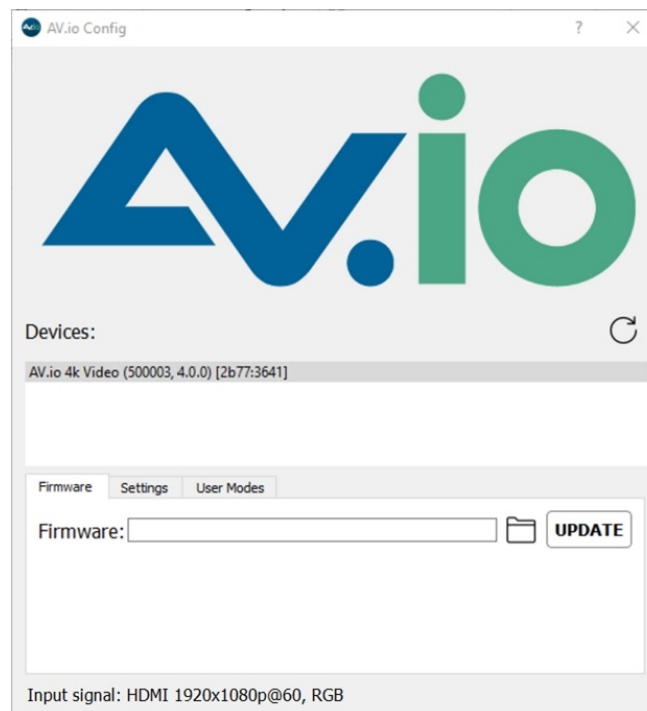 AV.io Config
AV.io
Devices:
AV.io 4k Video (500003, 4.0.0) [2b77:3641]
Firmware Settings User Modes
Firmware: UPDATE
Input signal: HDMI 1920x1080p@60, RGB